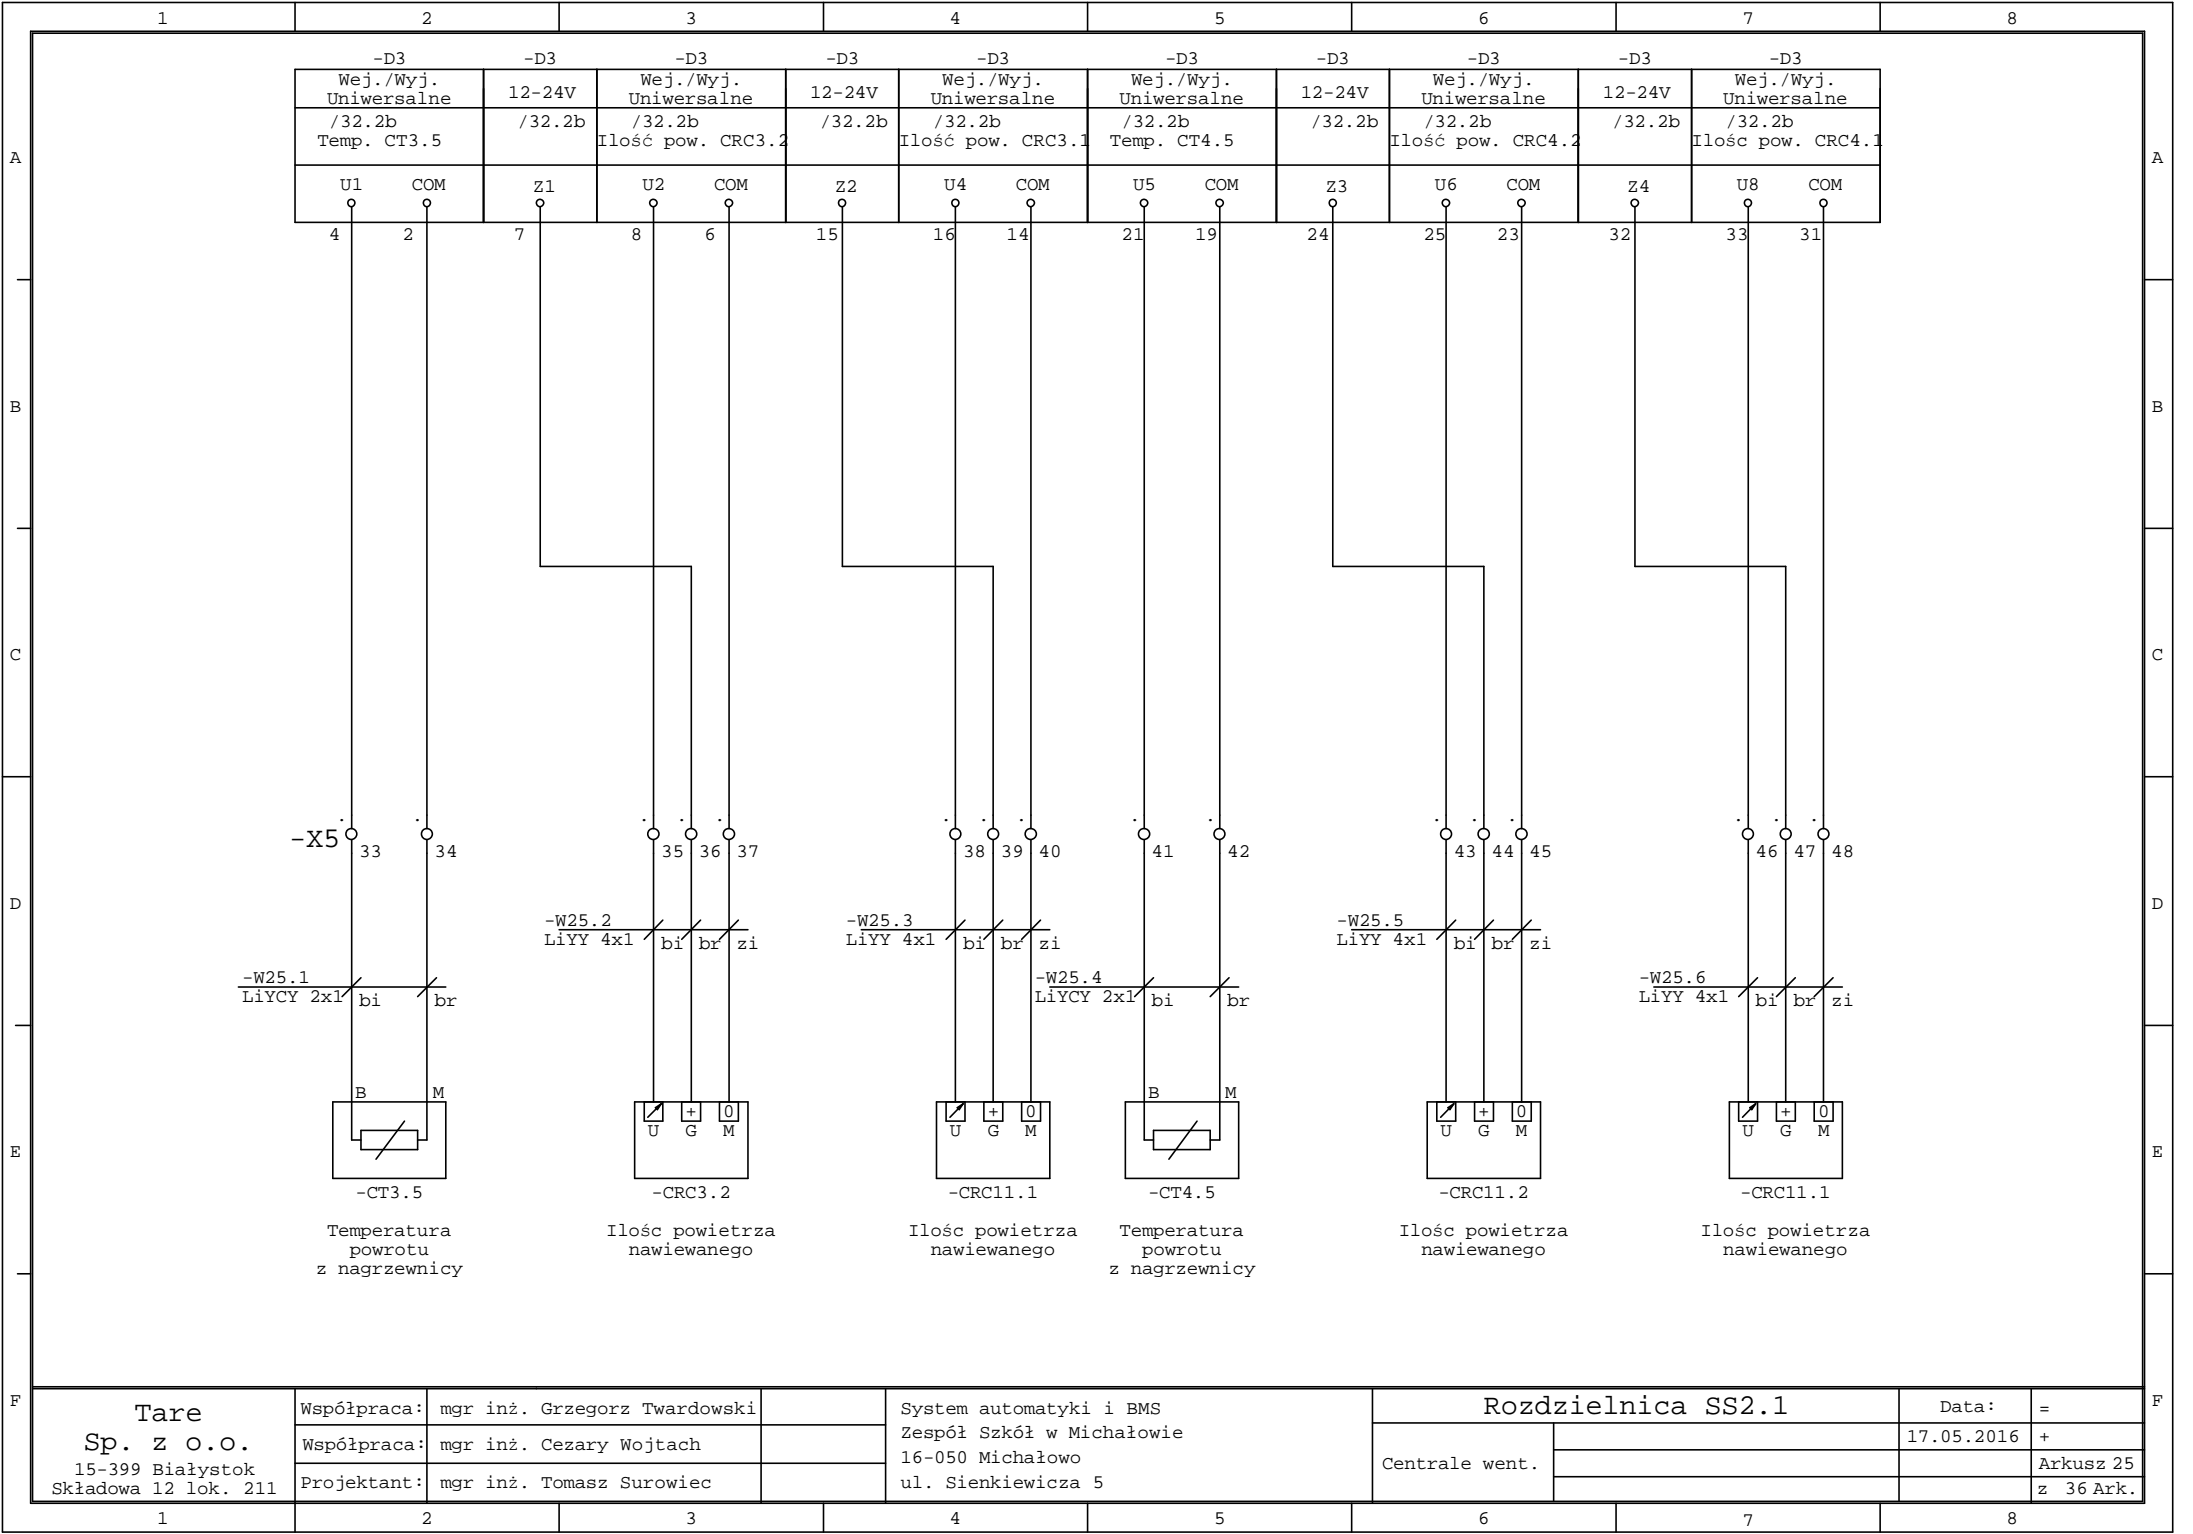 1 2 3 4 5 6 7 8
-D3 -D3 -D3 -D3 -D3 -D3 -D3 -D3 -D3 -D3
Wej./Wyj. Wej./Wyj. Wej./Wyj. Wej./Wyj. Wej./Wyj. Wej./Wyj.
Uniwersalne 12-24V Uniwersalne 12-24V Uniwersalne Uniwersalne 12-24V Uniwersalne 12-24V Uniwersalne
/32.2b /32.2b /32.2b /32.2b /32.2b /32.2b /32.2b /32.2b /32.2b /32.2b
Temp. CT3.5 Ilość pow. CRC3.2 Ilość pow. CRC3.1 Temp. CT4.5 Ilość pow. CRC4.2 Ilośc pow. CRC4.1
A A
U1 COM Z1 U2 COM Z2 U4 COM U5 COM Z3 U6 COM Z4 U8 COM
4 2 7 8 6 15 16 14 21 19 24 25 23 32 33 31
B B
C C
-X5 33 34 35 36 37 38 39 40 41 42 43 44 45 46 47 48
D D
-W25.2 -W25.3 -W25.5
LiYY 4x1 bi br zi LiYY 4x1 bi br zi LiYY 4x1 bi br zi
-W25.1 -W25.4 -W25.6
LiYCY 2x1 bi br LiYCY 2x1 bi br LiYY 4x1 bi br zi
B M B M
+ 0 + 0 + 0 + 0
U G M U G M U G M U G M
E E
-CT3.5 -CRC3.2 -CRC11.1 -CT4.5 -CRC11.2 -CRC11.1
Temperatura Ilośc powietrza Ilośc powietrza Temperatura Ilośc powietrza Ilośc powietrza
powrotu nawiewanego nawiewanego powrotu nawiewanego nawiewanego
z nagrzewnicy z nagrzewnicy
F F
Tare
Sp. z o.o.
15-399 Białystok
Składowa 12 lok. 211
Współpraca: mgr inż. Grzegorz Twardowski
Współpraca: mgr inż. Cezary Wojtach
Projektant: mgr inż. Tomasz Surowiec
System automatyki i BMS
Zespół Szkół w Michałowie
16-050 Michałowo
ul. Sienkiewicza 5
Rozdzielnica SS2.1
Centrale went.
Data: =
17.05.2016 +
Arkusz 25
z 36 Ark.
1 2 3 4 5 6 7 8